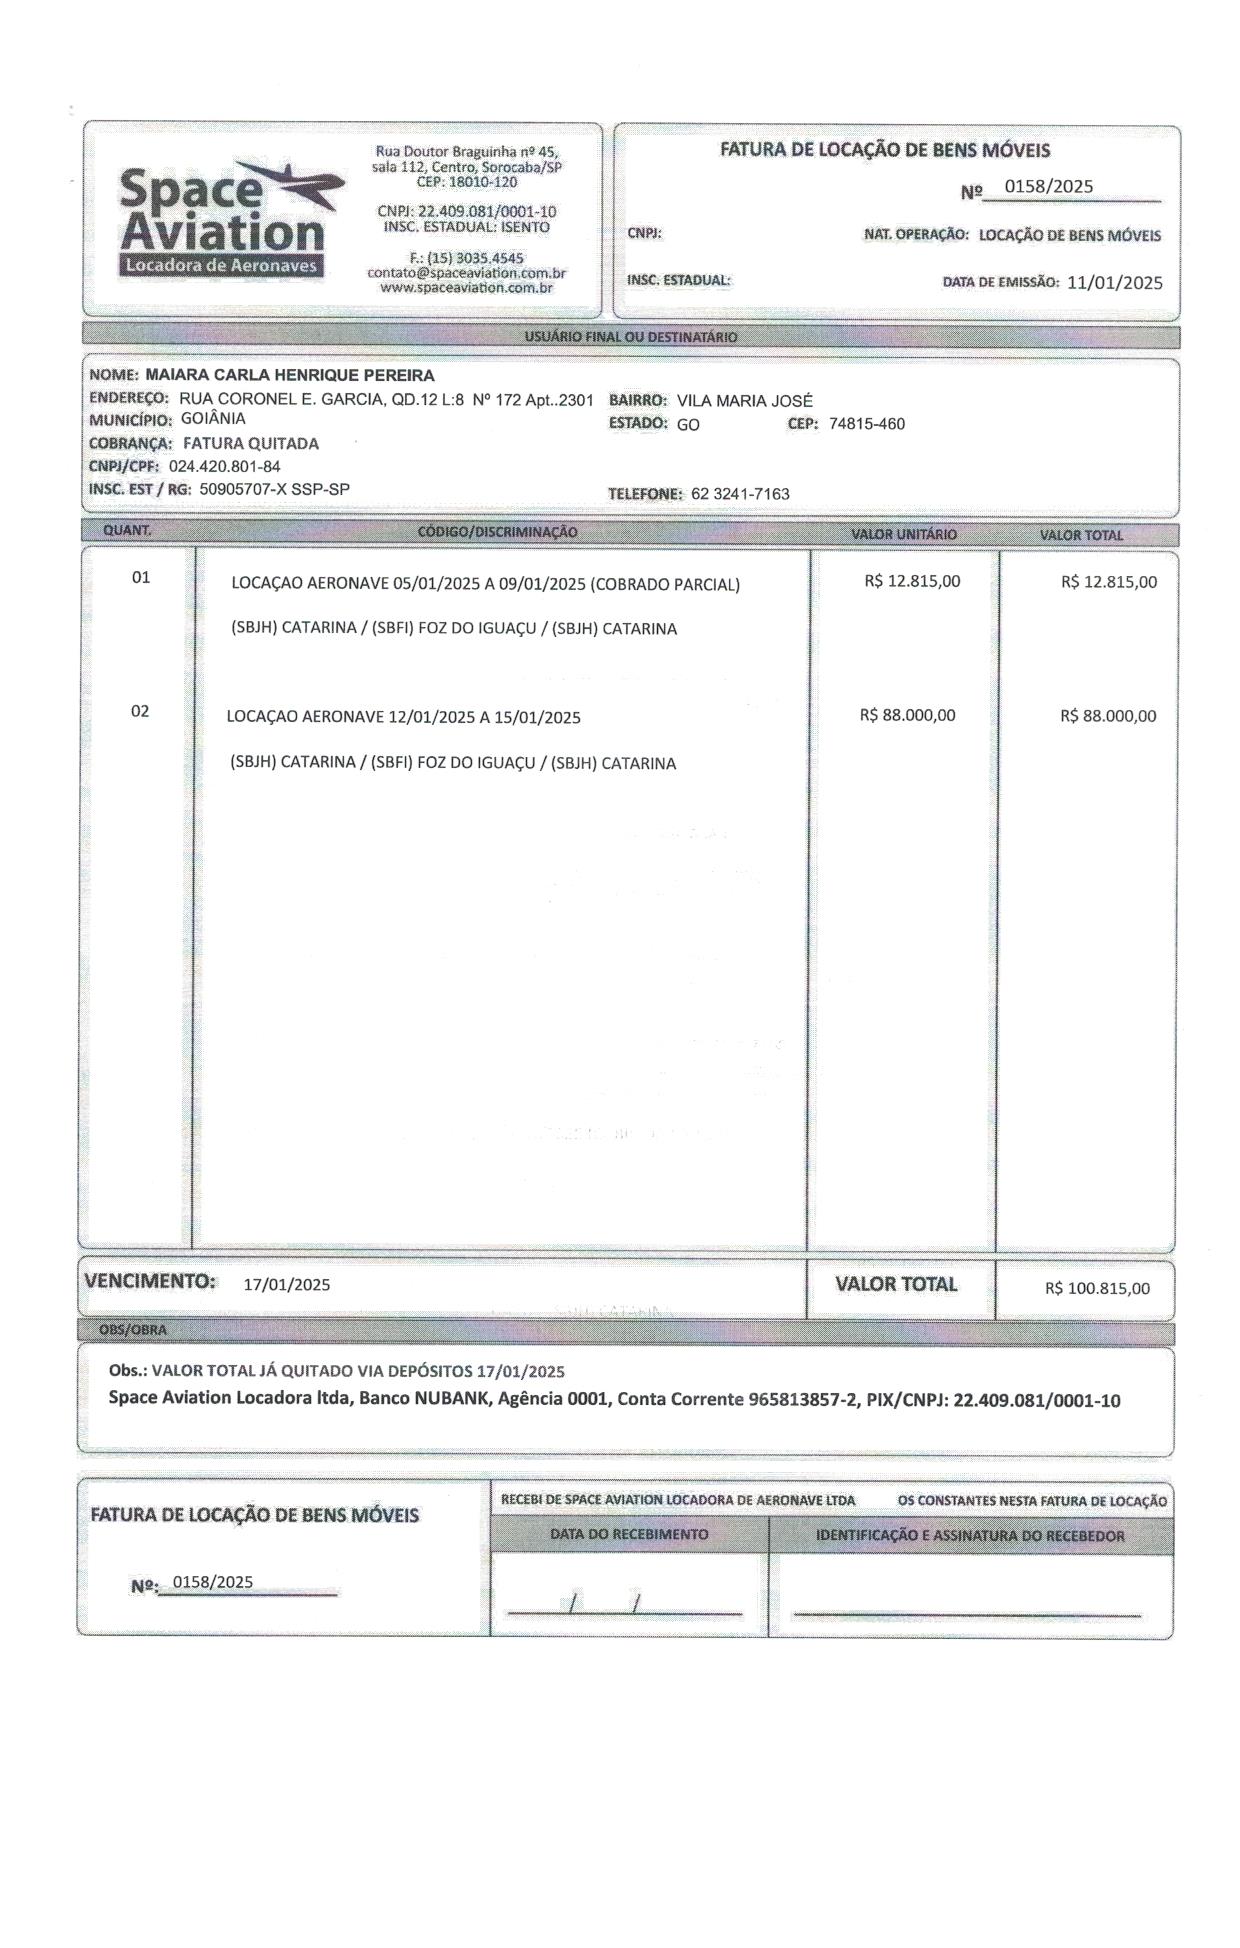 Space
Aviation
Locadora de Aeronaves
Rua Doutor Braguinha nº 45,
sala 112, Centro, Sorocaba/SP
CEP: 18010-120
CNPJ: 22.409.081/0001-10
INSC. ESTADUAL: ISENTO
F.: (15) 3035.4545
contato@spaceaviation.com.br
www.spaceaviation.com.br
FATURA DE LOCAÇÃO DE BENS MÓVEIS
Nº 0158/2025
CNPJ: NAT. OPERAÇÃO: LOCAÇÃO DE BENS MÓVEIS
INSC. ESTADUAL: DATA DE EMISSÃO: 11/01/2025
USUÁRIO FINAL OU DESTINATÁRIO
NOME: MAIARA CARLA HENRIQUE PEREIRA
ENDEREÇO: RUA CORONEL E. GARCIA, QD.12 L:8 Nº 172 Apt..2301 BAIRRO: VILA MARIA JOSÉ
MUNICÍPIO: GOIÂNIA ESTADO: GO CEP: 74815-460
COBRANÇA: FATURA QUITADA
CNPJ/CPF: 024.420.801-84
INSC. EST / RG: 50905707-X SSP-SP TELEFONE: 62 3241-7163
QUANT. CÓDIGO/DISCRIMINAÇÃO VALOR UNITÁRIO VALOR TOTAL
01 LOCAÇAO AERONAVE 05/01/2025 A 09/01/2025 (COBRADO PARCIAL) R$ 12.815,00 R$ 12.815,00
(SBJH) CATARINA / (SBFI) FOZ DO IGUAÇU / (SBJH) CATARINA
02 LOCAÇAO AERONAVE 12/01/2025 A 15/01/2025 R$ 88.000,00 R$ 88.000,00
(SBJH) CATARINA / (SBFI) FOZ DO IGUAÇU / (SBJH) CATARINA
VENCIMENTO: 17/01/2025 VALOR TOTAL R$ 100.815,00
OBS/OBRA
Obs.: VALOR TOTAL JÁ QUITADO VIA DEPÓSITOS 17/01/2025
Space Aviation Locadora ltda, Banco NUBANK, Agência 0001, Conta Corrente 965813857-2, PIX/CNPJ: 22.409.081/0001-10
FATURA DE LOCAÇÃO DE BENS MÓVEIS
Nº: 0158/2025
RECEBI DE SPACE AVIATION LOCADORA DE AERONAVE LTDA OS CONSTANTES NESTA FATURA DE LOCAÇÃO
DATA DO RECEBIMENTO IDENTIFICAÇÃO E ASSINATURA DO RECEBEDOR
/ /